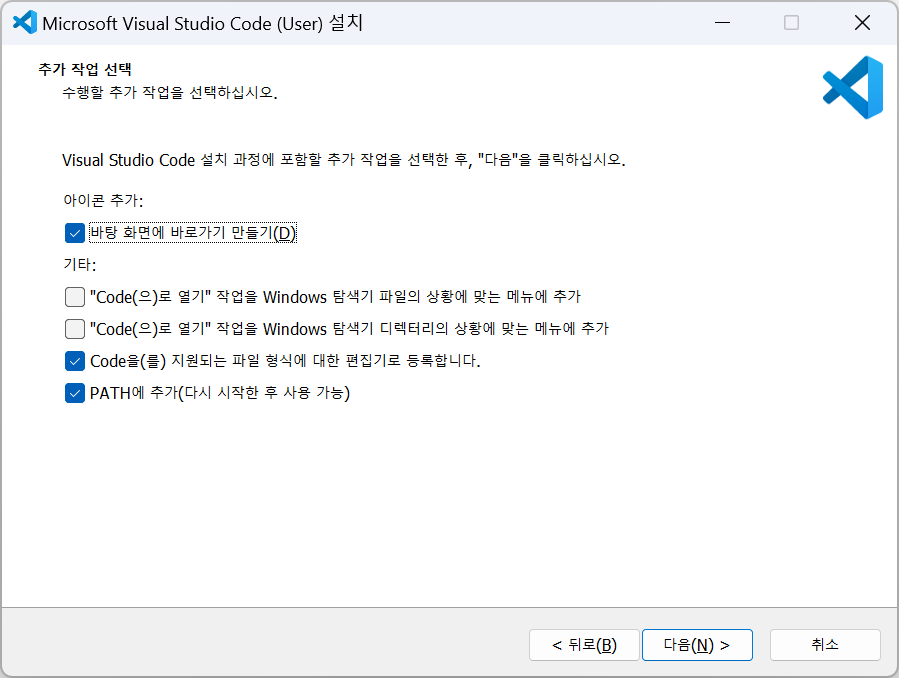 Microsoft Visual Studio Code (User) 설치
추가 작업 선택
수행할 추가 작업을 선택하십시오.
Visual Studio Code 설치 과정에 포함할 추가 작업을 선택한 후, "다음"을 클릭하십시오.
아이콘 추가:
바탕 화면에 바로가기 만들기(D)
기타:
"Code(으)로 열기" 작업을 Windows 탐색기 파일의 상황에 맞는 메뉴에 추가
"Code(으)로 열기" 작업을 Windows 탐색기 디렉터리의 상황에 맞는 메뉴에 추가
Code을(를) 지원되는 파일 형식에 대한 편집기로 등록합니다.
PATH에 추가(다시 시작한 후 사용 가능)
< 뒤로(B) 다음(N) > 취소